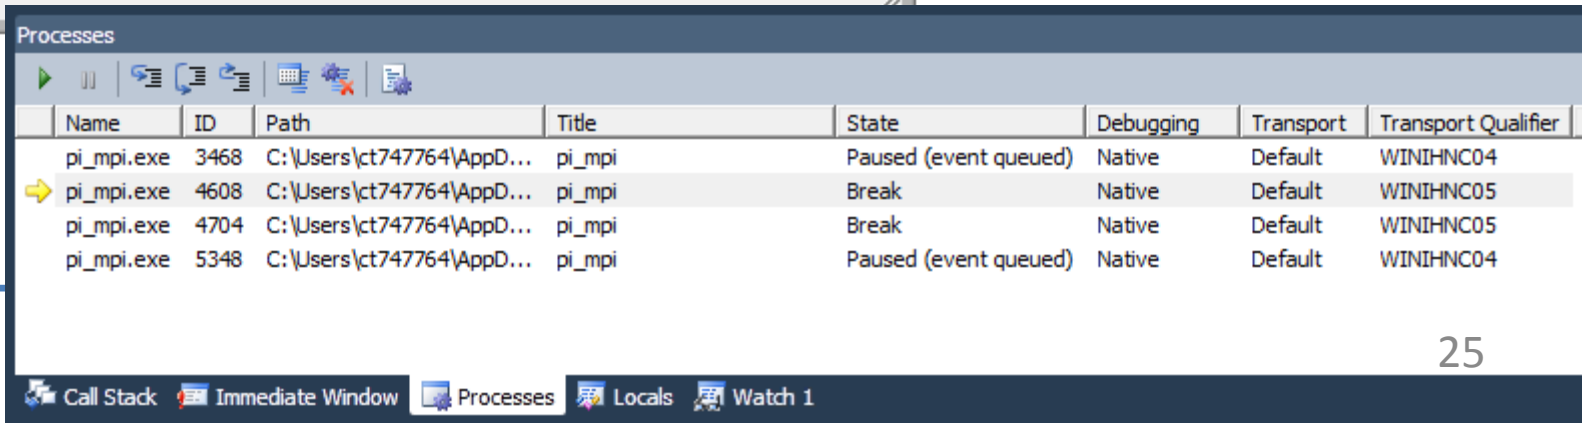 Processes
Name ID Path Title State Debugging Transport Transport Qualifier
pi_mpi.exe 3468 C:\Users\ct747764\AppD... pi_mpi Paused (event queued) Native Default WINIHNC04
pi_mpi.exe 4608 C:\Users\ct747764\AppD... pi_mpi Break Native Default WINIHNC05
pi_mpi.exe 4704 C:\Users\ct747764\AppD... pi_mpi Break Native Default WINIHNC05
pi_mpi.exe 5348 C:\Users\ct747764\AppD... pi_mpi Paused (event queued) Native Default WINIHNC04
25
Call Stack Immediate Window Processes Locals Watch 1